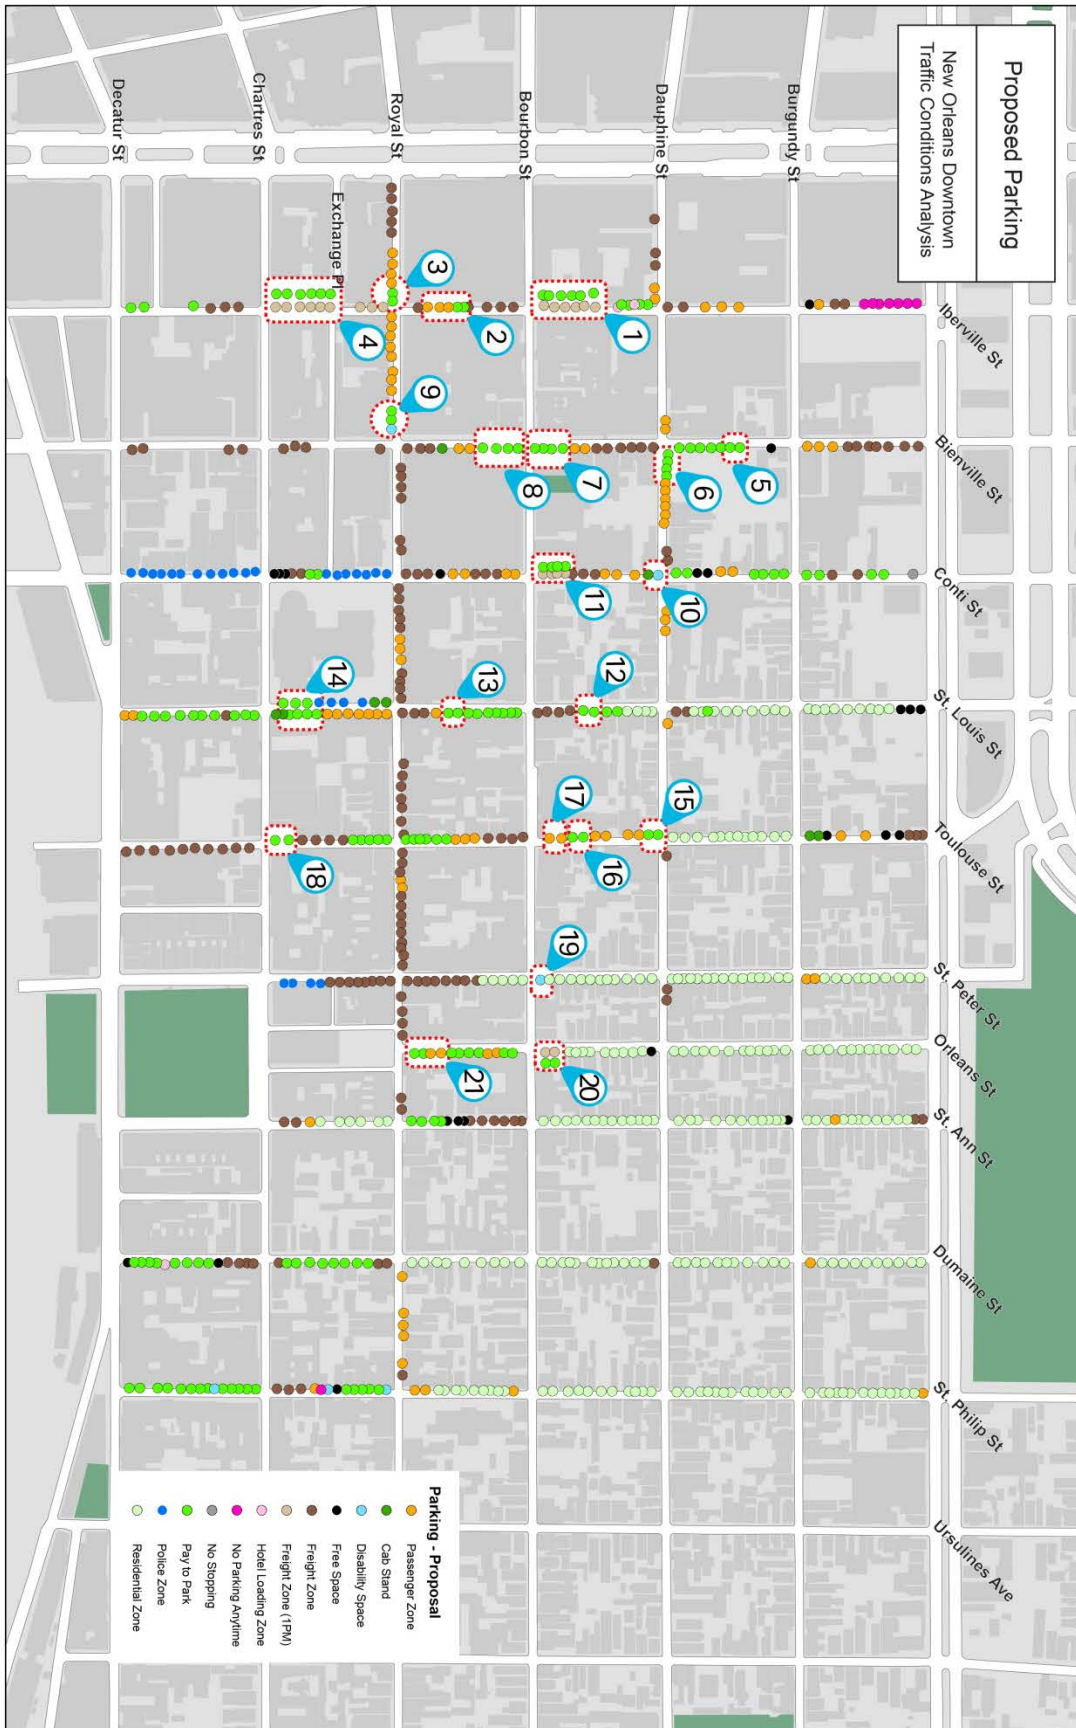 Proposed Parking
New Orleans Downtown
Traffic Conditions Analysis
Decatur St
Chartres St
Exchange Pl
Royal St
Bourbon St
Dauphine St
Burgundy St
Iberville St
Bienville St
Conti St
St. Louis St
Toulouse St
St. Peter St
Orleans St
St. Ann St
Dumaine St
St. Philip St
Ursulines Ave
1
2
3
4
5
6
7
8
9
10
11
12
13
14
15
16
17
18
19
20
21
Parking - Proposal
Passenger Zone
Cab Stand
Disability Space
Free Space
Freight Zone
Freight Zone (1PM)
Hotel Loading Zone
No Parking Anytime
No Stopping
Pay to Park
Police Zone
Residential Zone